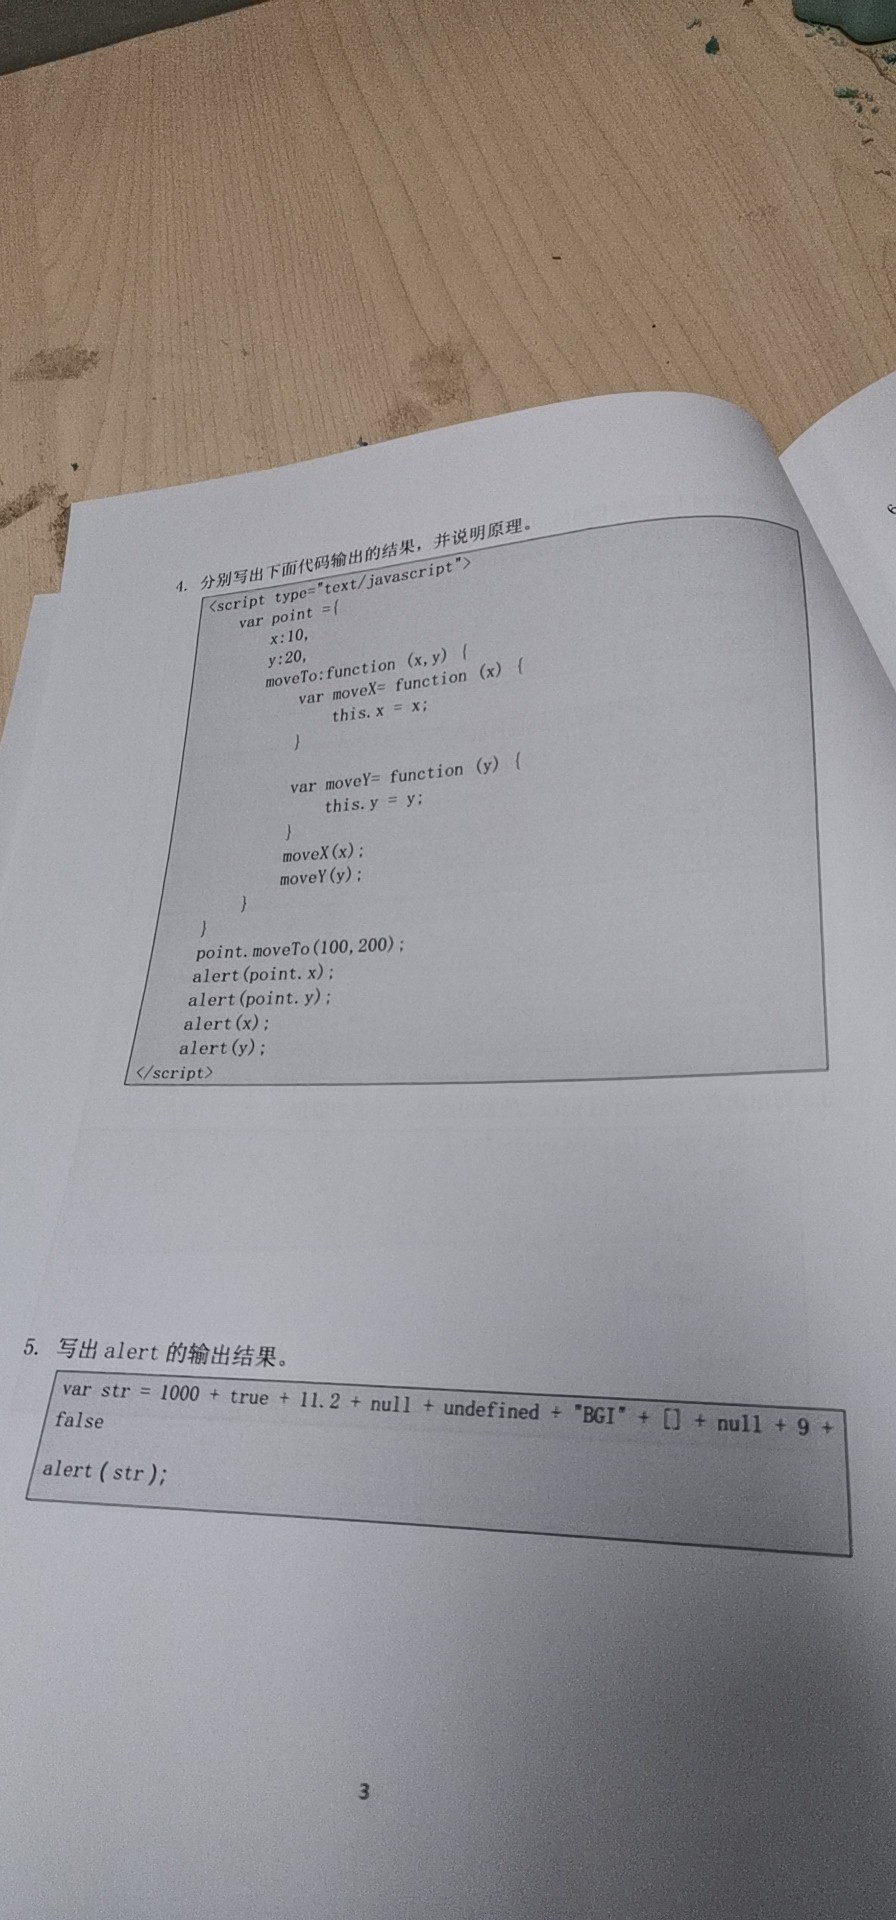 4. 分别写出下面代码输出的结果，并说明原理。
<script type="text/javascript">
var point ={
x:10,
y:20,
moveTo:function (x,y) {
var moveX= function (x) {
this.x = x;
}
var moveY= function (y) {
this.y = y;
}
moveX(x);
moveY(y);
}
}
point.moveTo(100,200);
alert(point.x);
alert(point.y);
alert(x);
alert(y);
</script>
5. 写出 alert 的输出结果。
var str = 1000 + true + 11.2 + null + undefined + "BGI" + [] + null + 9 +
false
alert(str);
3